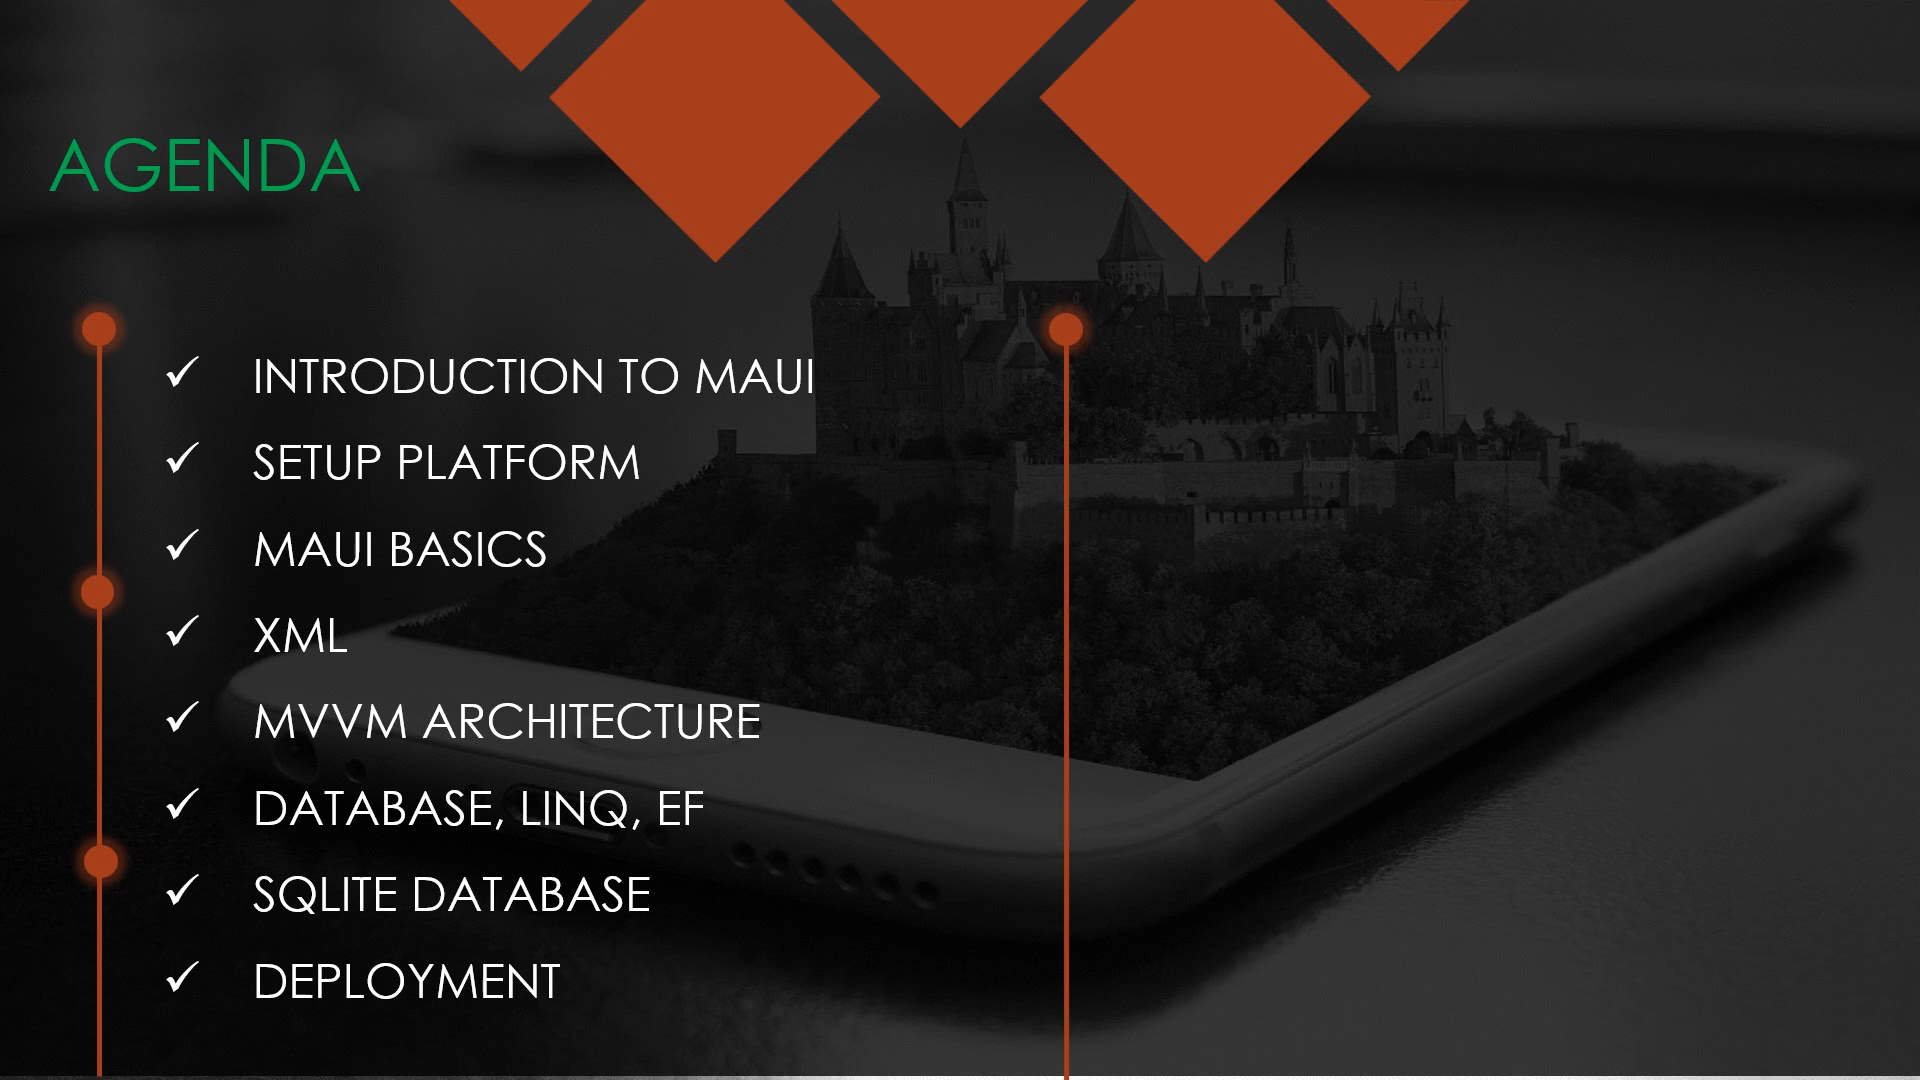 AGENDA
✓ INTRODUCTION TO MAUI
✓ SETUP PLATFORM
✓ MAUI BASICS
✓ XML
✓ MVVM ARCHITECTURE
✓ DATABASE, LINQ, EF
✓ SQLITE DATABASE
✓ DEPLOYMENT